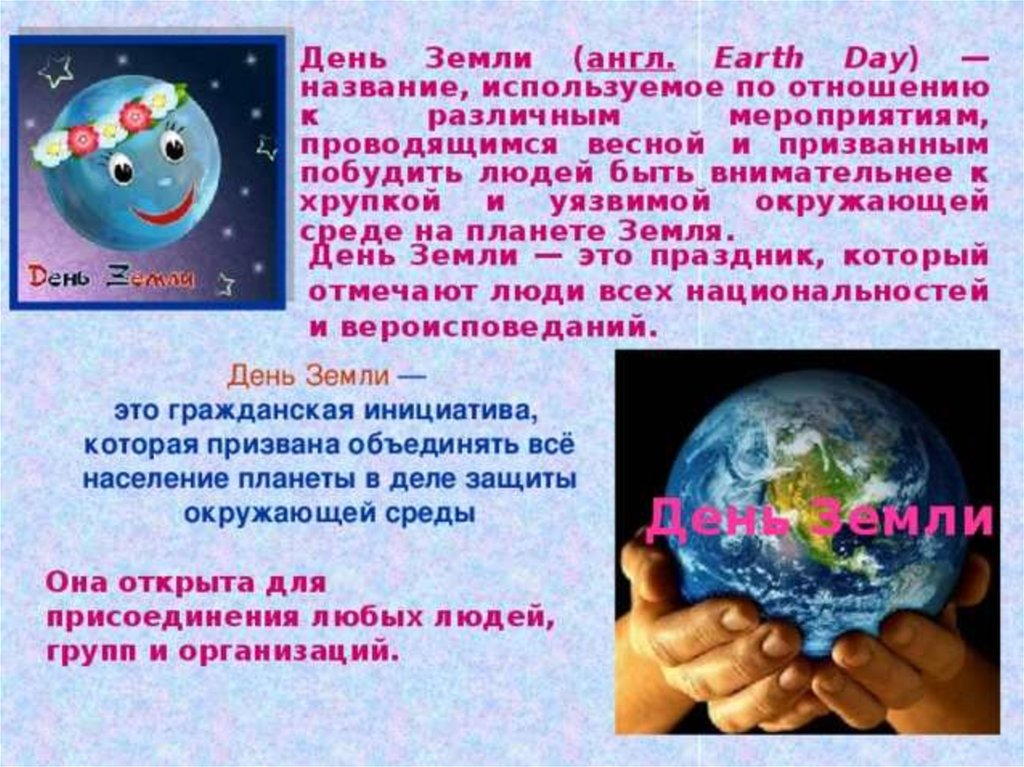 День Земли
День Земли (англ. Earth Day) —
название, используемое по отношению
к различным мероприятиям,
проводящимся весной и призванным
побудить людей быть внимательнее к
хрупкой и уязвимой окружающей
среде на планете Земля.
День Земли — это праздник, который
отмечают люди всех национальностей
и вероисповеданий.
День Земли —
это гражданская инициатива,
которая призвана объединять всё
население планеты в деле защиты
окружающей среды
Она открыта для
присоединения любых людей,
групп и организаций.
День Земли